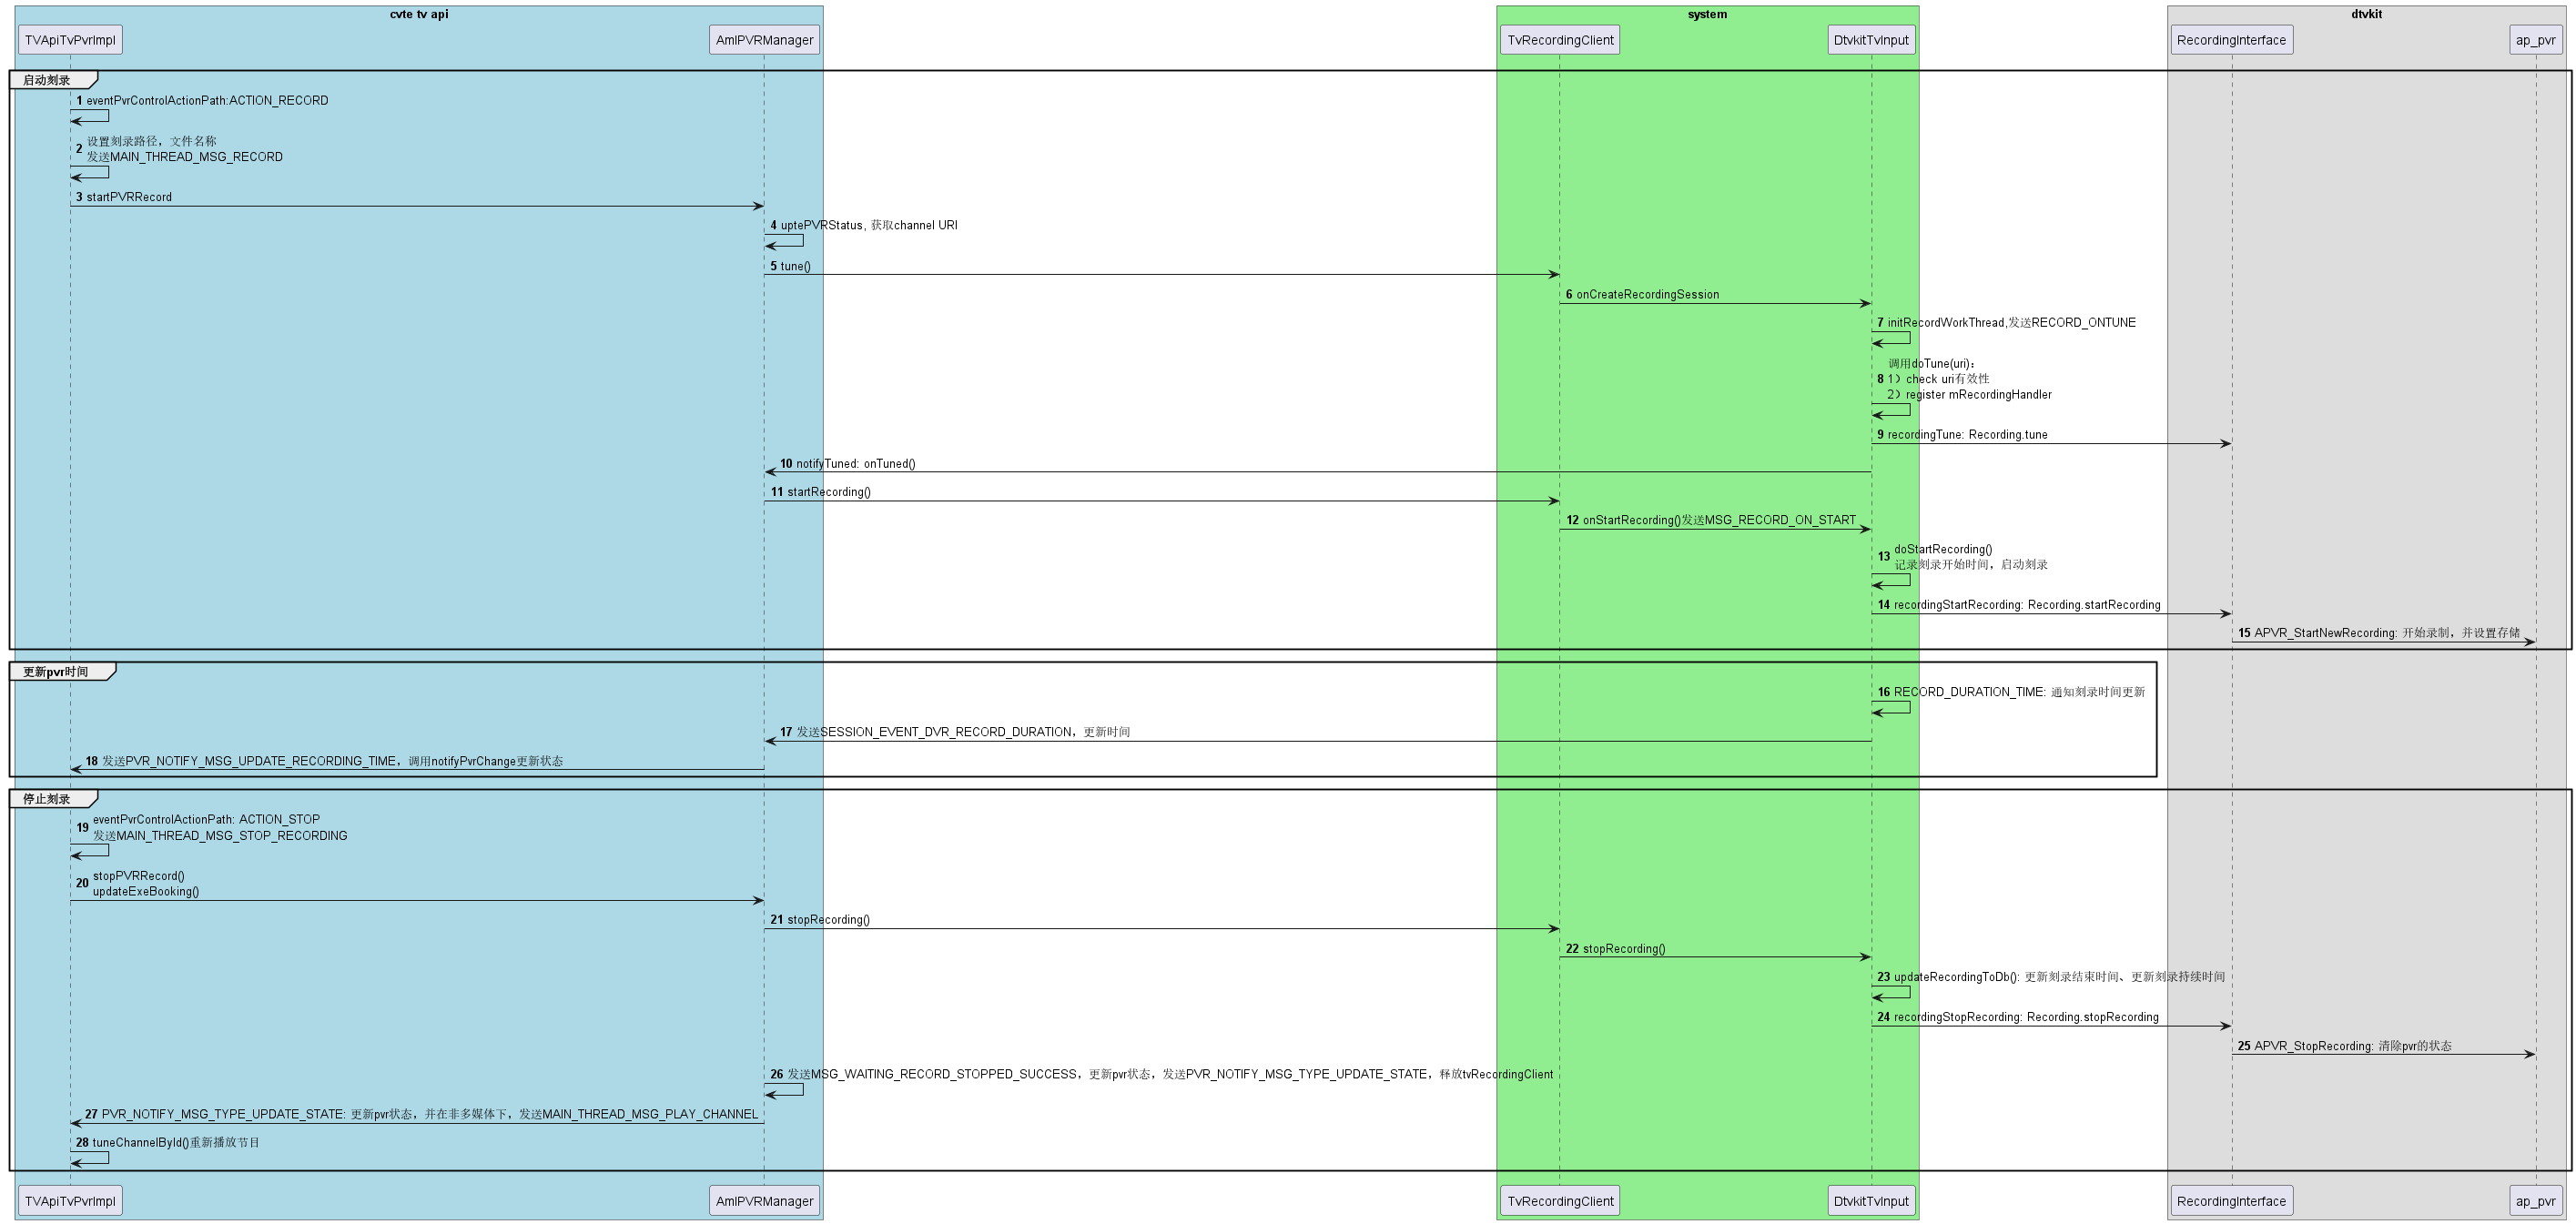 cvte tv api
system
dtvkit
TVApiTvPvrImpl
AmlPVRManager
TvRecordingClient
DtvkitTvInput
RecordingInterface
ap_pvr
启动刻录
1 eventPvrControlActionPath:ACTION_RECORD
设置刻录路径，文件名称
2 发送MAIN_THREAD_MSG_RECORD
3 startPVRRecord
4 uptePVRStatus, 获取channel URI
5 tune()
6 onCreateRecordingSession
7 initRecordWorkThread,发送RECORD_ONTUNE
调用doTune(uri)：
8 1）check uri有效性
2）register mRecordingHandler
9 recordingTune: Recording.tune
10 notifyTuned: onTuned()
11 startRecording()
12 onStartRecording()发送MSG_RECORD_ON_START
13 doStartRecording()
记录刻录开始时间，启动刻录
14 recordingStartRecording: Recording.startRecording
15 APVR_StartNewRecording: 开始录制，并设置存储
更新pvr时间
16 RECORD_DURATION_TIME: 通知刻录时间更新
17 发送SESSION_EVENT_DVR_RECORD_DURATION，更新时间
18 发送PVR_NOTIFY_MSG_UPDATE_RECORDING_TIME，调用notifyPvrChange更新状态
停止刻录
19 eventPvrControlActionPath: ACTION_STOP
发送MAIN_THREAD_MSG_STOP_RECORDING
20 stopPVRRecord()
updateExeBooking()
21 stopRecording()
22 stopRecording()
23 updateRecordingToDb(): 更新刻录结束时间、更新刻录持续时间
24 recordingStopRecording: Recording.stopRecording
25 APVR_StopRecording: 清除pvr的状态
26 发送MSG_WAITING_RECORD_STOPPED_SUCCESS，更新pvr状态，发送PVR_NOTIFY_MSG_TYPE_UPDATE_STATE，释放tvRecordingClient
27 PVR_NOTIFY_MSG_TYPE_UPDATE_STATE: 更新pvr状态，并在非多媒体下，发送MAIN_THREAD_MSG_PLAY_CHANNEL
28 tuneChannelById()重新播放节目
TVApiTvPvrImpl
AmlPVRManager
TvRecordingClient
DtvkitTvInput
RecordingInterface
ap_pvr